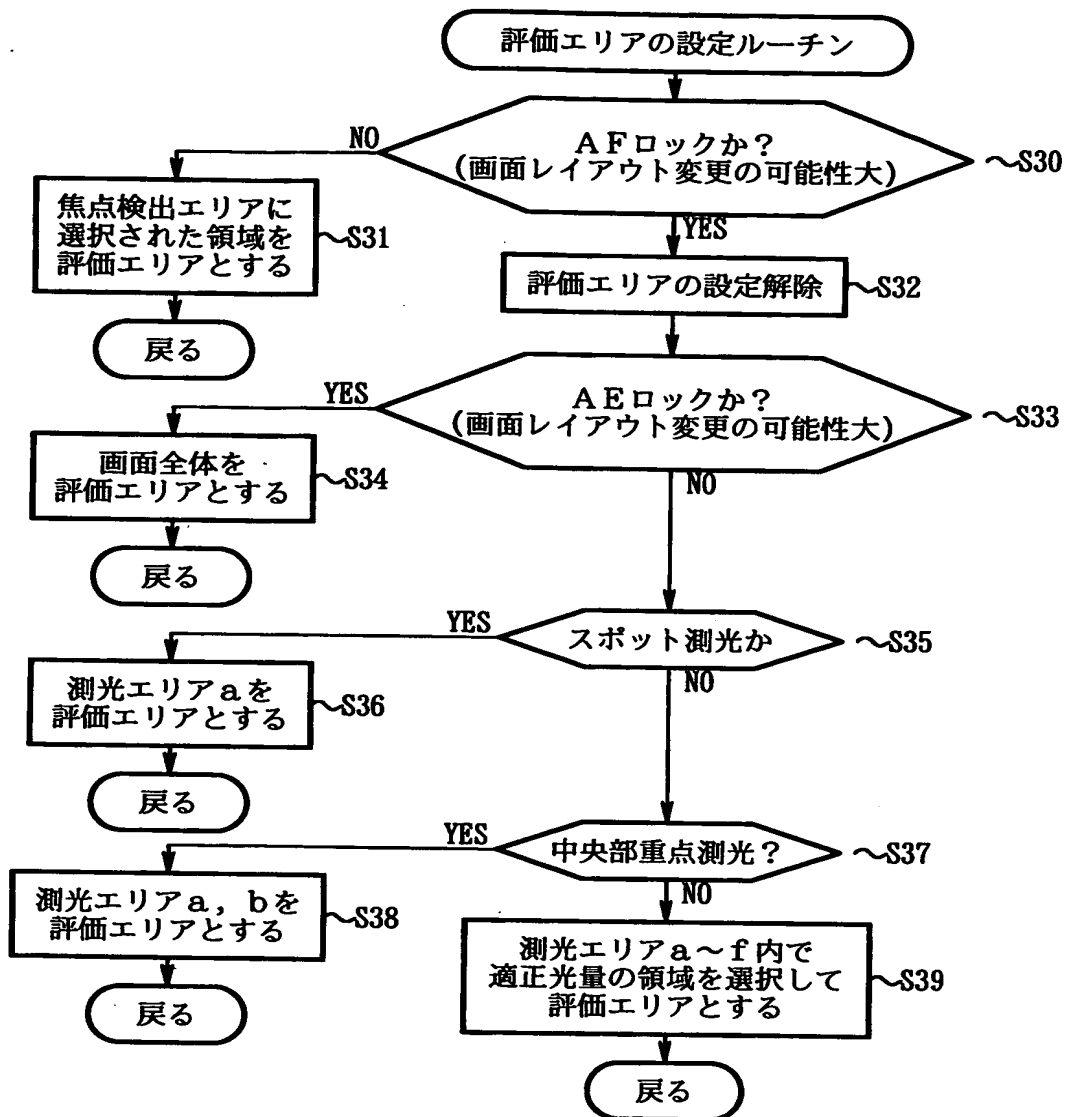 評価エリアの設定ルーチン
NO
AFロックか？
(画面レイアウト変更の可能性大)
～S30
焦点検出エリアに
選択された領域を
評価エリアとする
～S31
YES
評価エリアの設定解除
～S32
戻る
YES
AEロックか？
(画面レイアウト変更の可能性大)
～S33
画面全体を
評価エリアとする
～S34
NO
戻る
YES
スポット測光か
～S35
NO
測光エリアaを
評価エリアとする
～S36
戻る
YES
中央部重点測光？
～S37
NO
測光エリアa，bを
評価エリアとする
～S38
測光エリアa～f内で
適正光量の領域を選択して
評価エリアとする
～S39
戻る
戻る